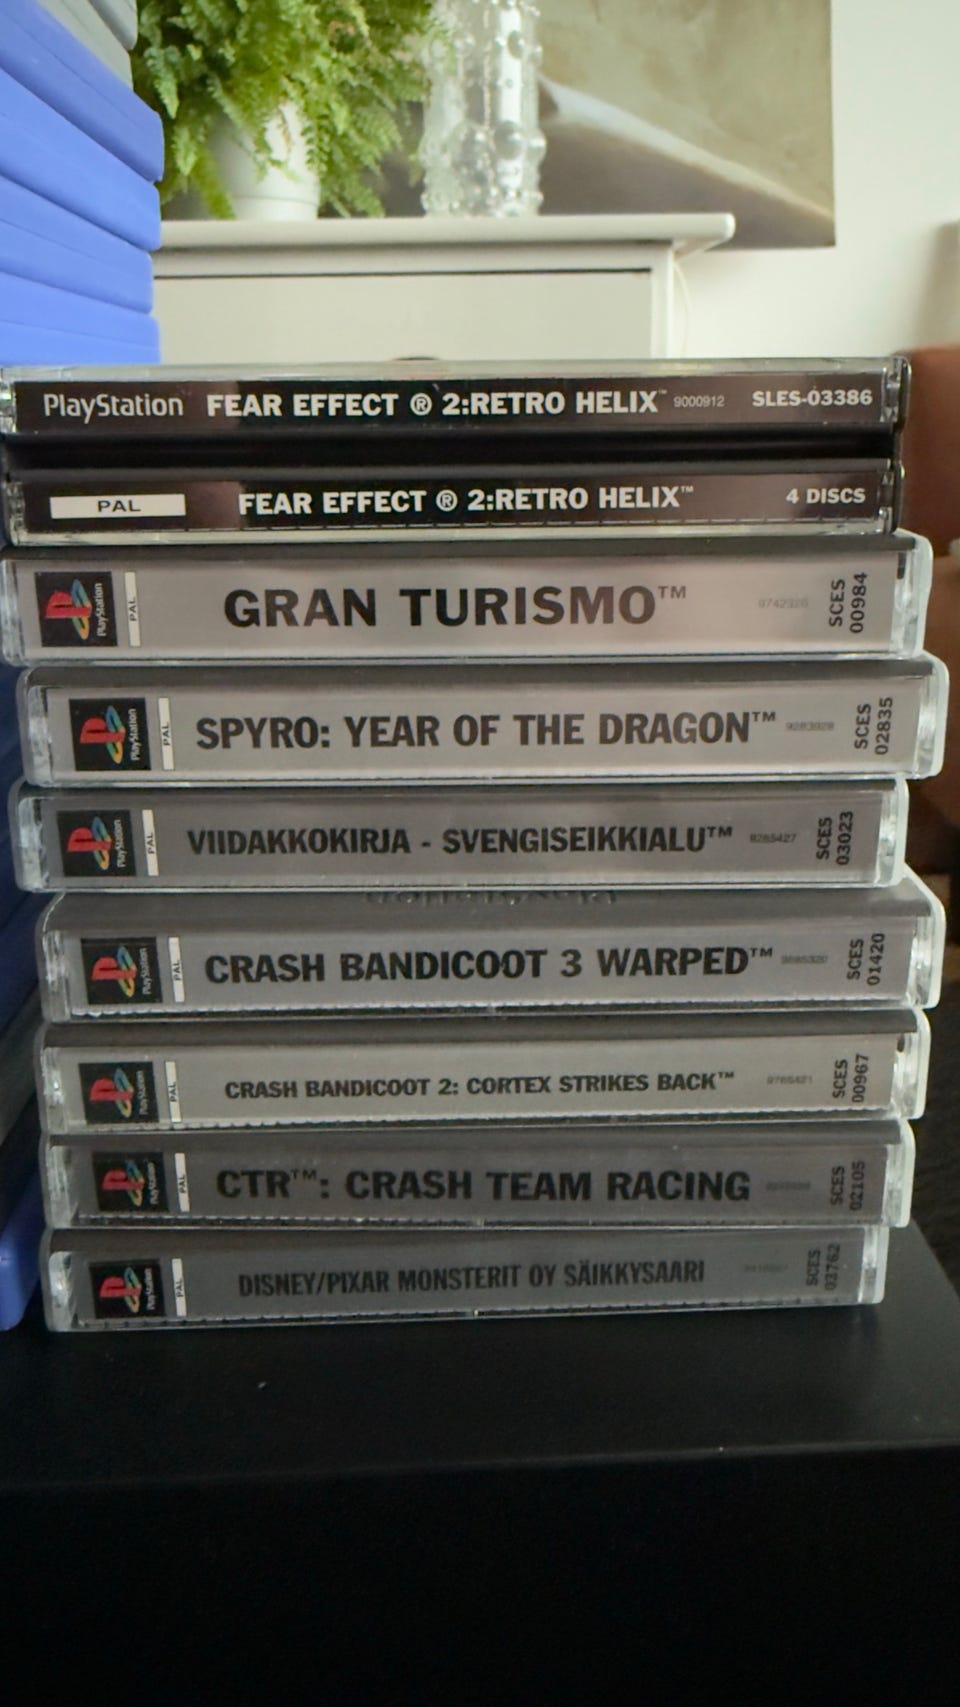 PlayStation FEAR EFFECT ® 2:RETRO HELIX™ 9000912 SLES-03386
PAL FEAR EFFECT ® 2:RETRO HELIX™ 4 DISCS
PlayStation PAL GRAN TURISMO™ SCES 00984
PlayStation PAL SPYRO: YEAR OF THE DRAGON™ SCES 02835
PlayStation PAL VIIDAKKOKIRJA - SVENGISEIKKIALU™ 9265427 SCES 03023
PlayStation PAL CRASH BANDICOOT 3 WARPED™ SCES 01420
PlayStation PAL CRASH BANDICOOT 2: CORTEX STRIKES BACK™ SCES 00967
PlayStation PAL CTR™: CRASH TEAM RACING SCES 02105
PlayStation PAL DISNEY/PIXAR MONSTERIT OY SÄIKKYSAARI SCES 03762